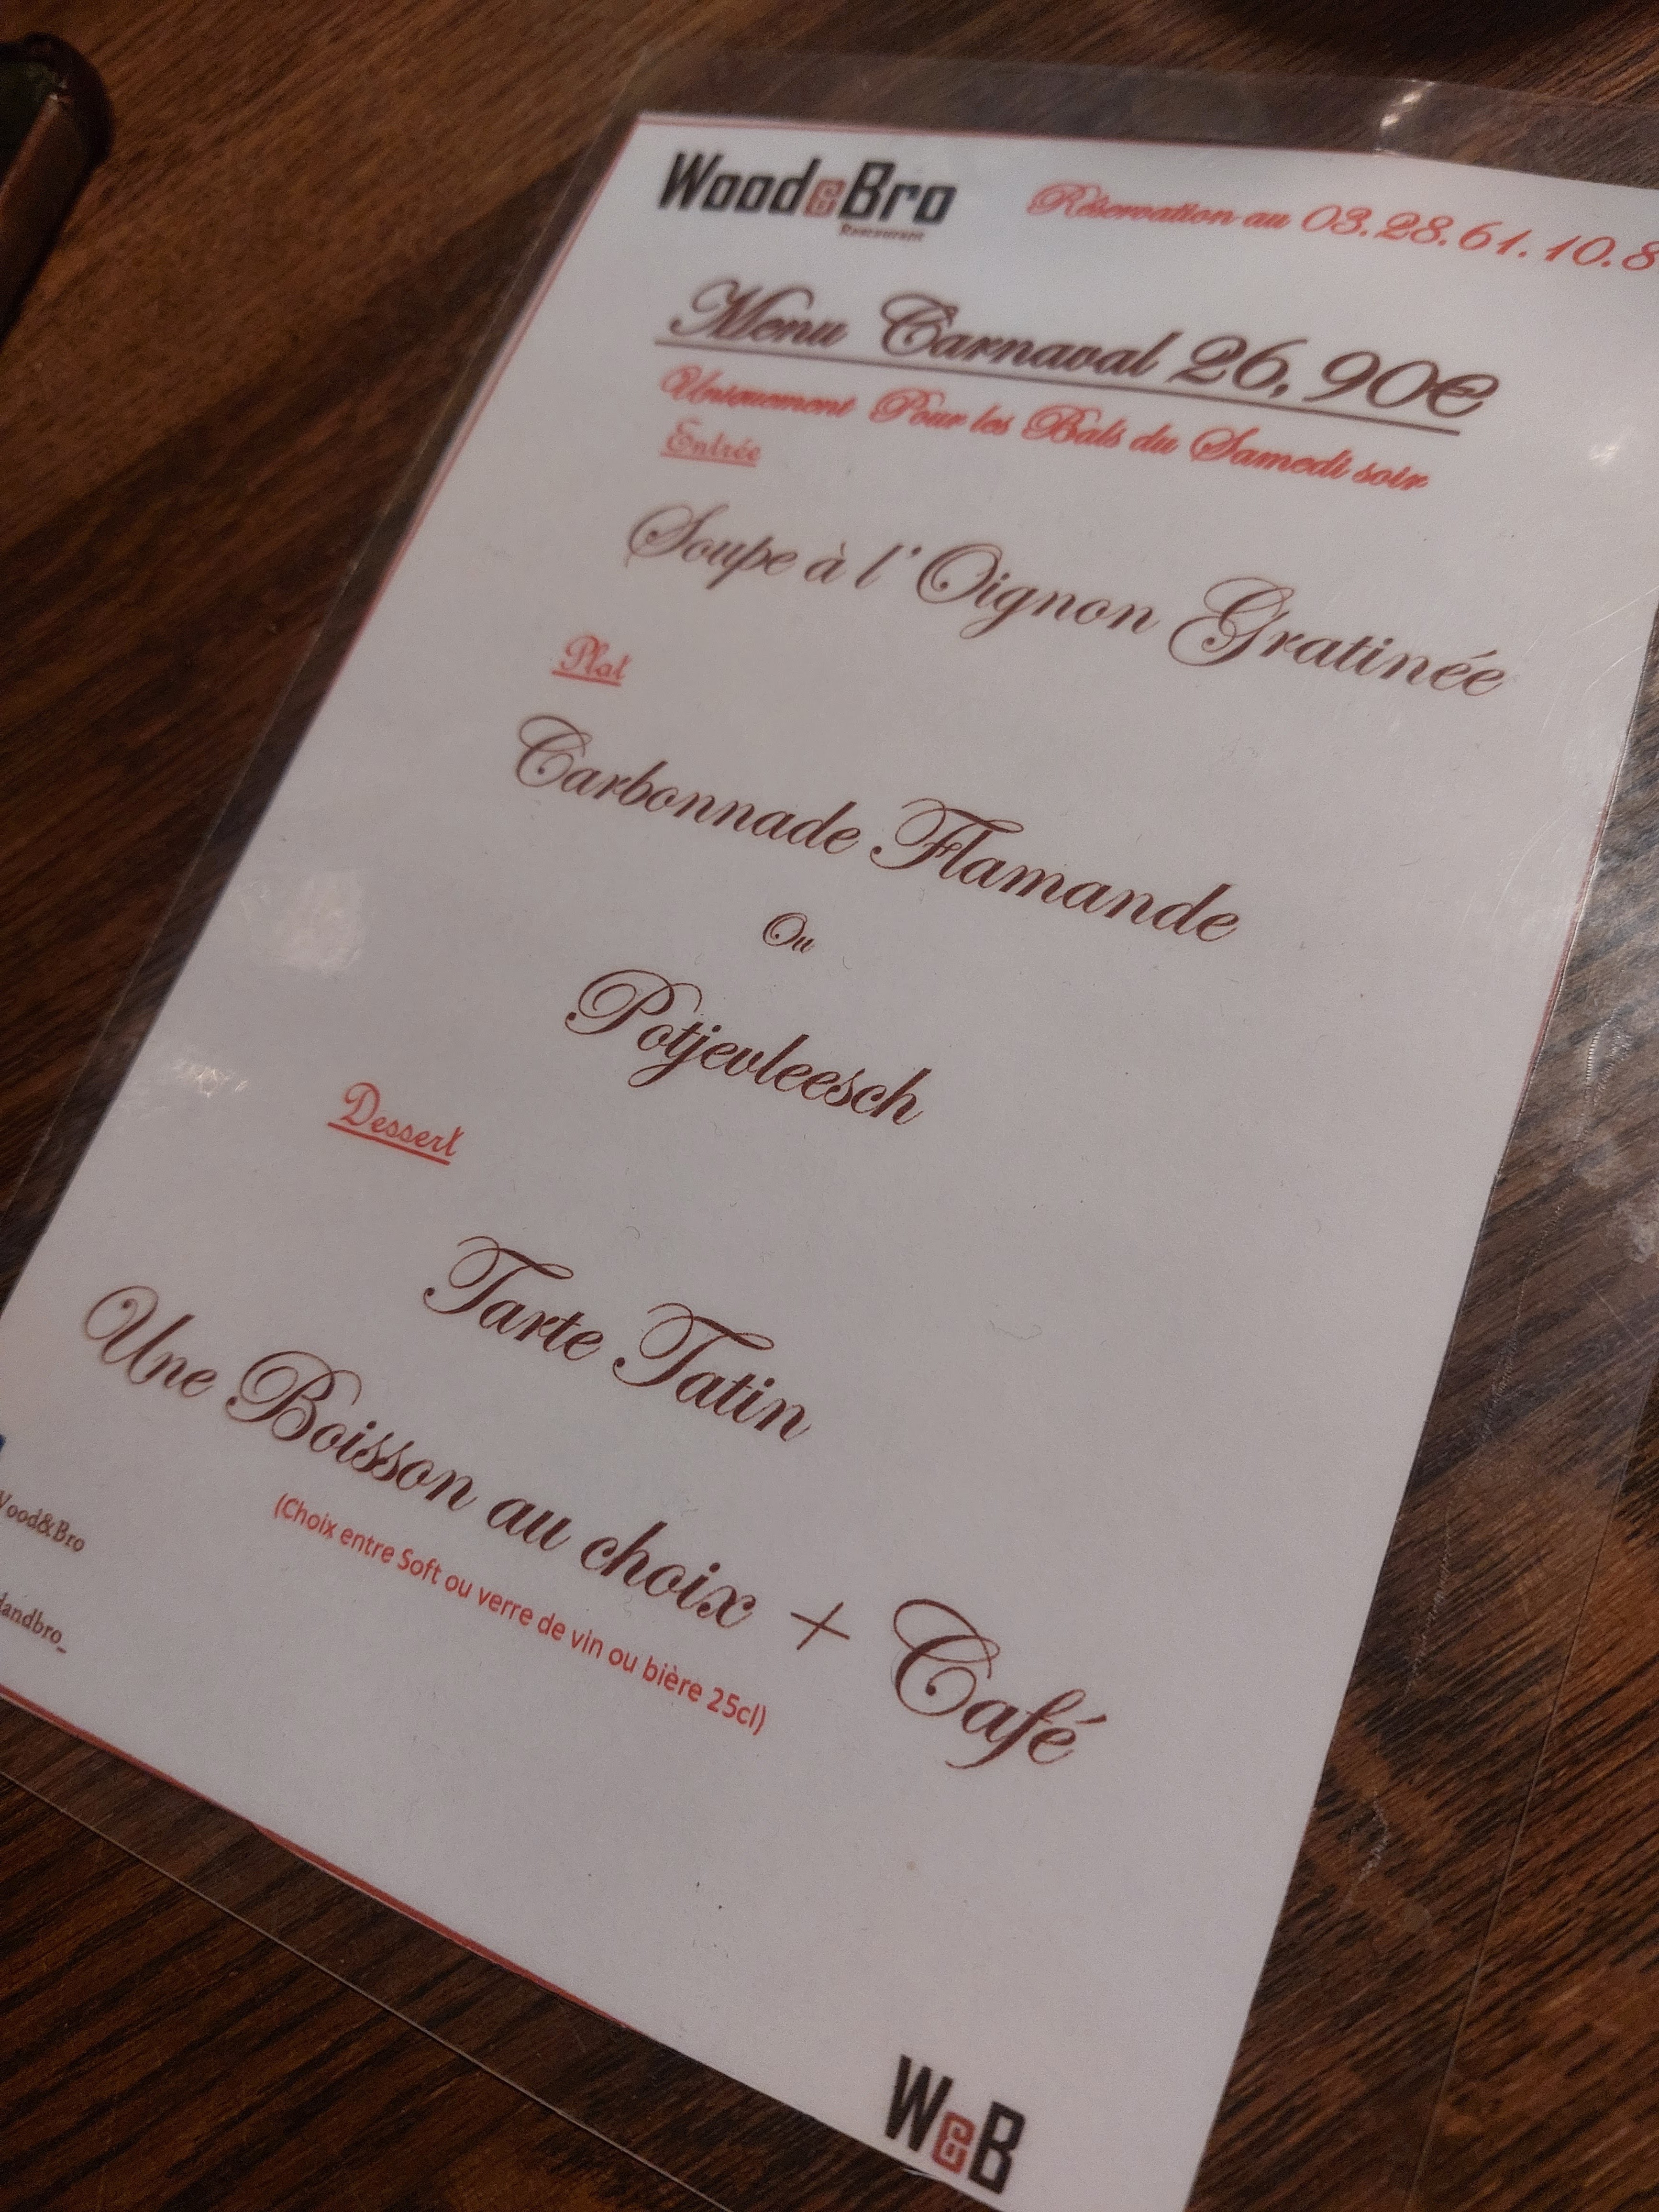 Wood&Bro
Restaurant
Réservation au 03.28.61.10.8
Menu Carnaval 26,90€
Uniquement Pour les Bals du Samedi soir
Entrée
Soupe à l'Oignon Gratinée
Plat
Carbonnade Flamande
Ou
Potjevleesch
Dessert
Tarte Tatin
Une Boisson au choix + Café
(Choix entre Soft ou verre de vin ou bière 25cl)
Wood&Bro
dandbro_
W&B